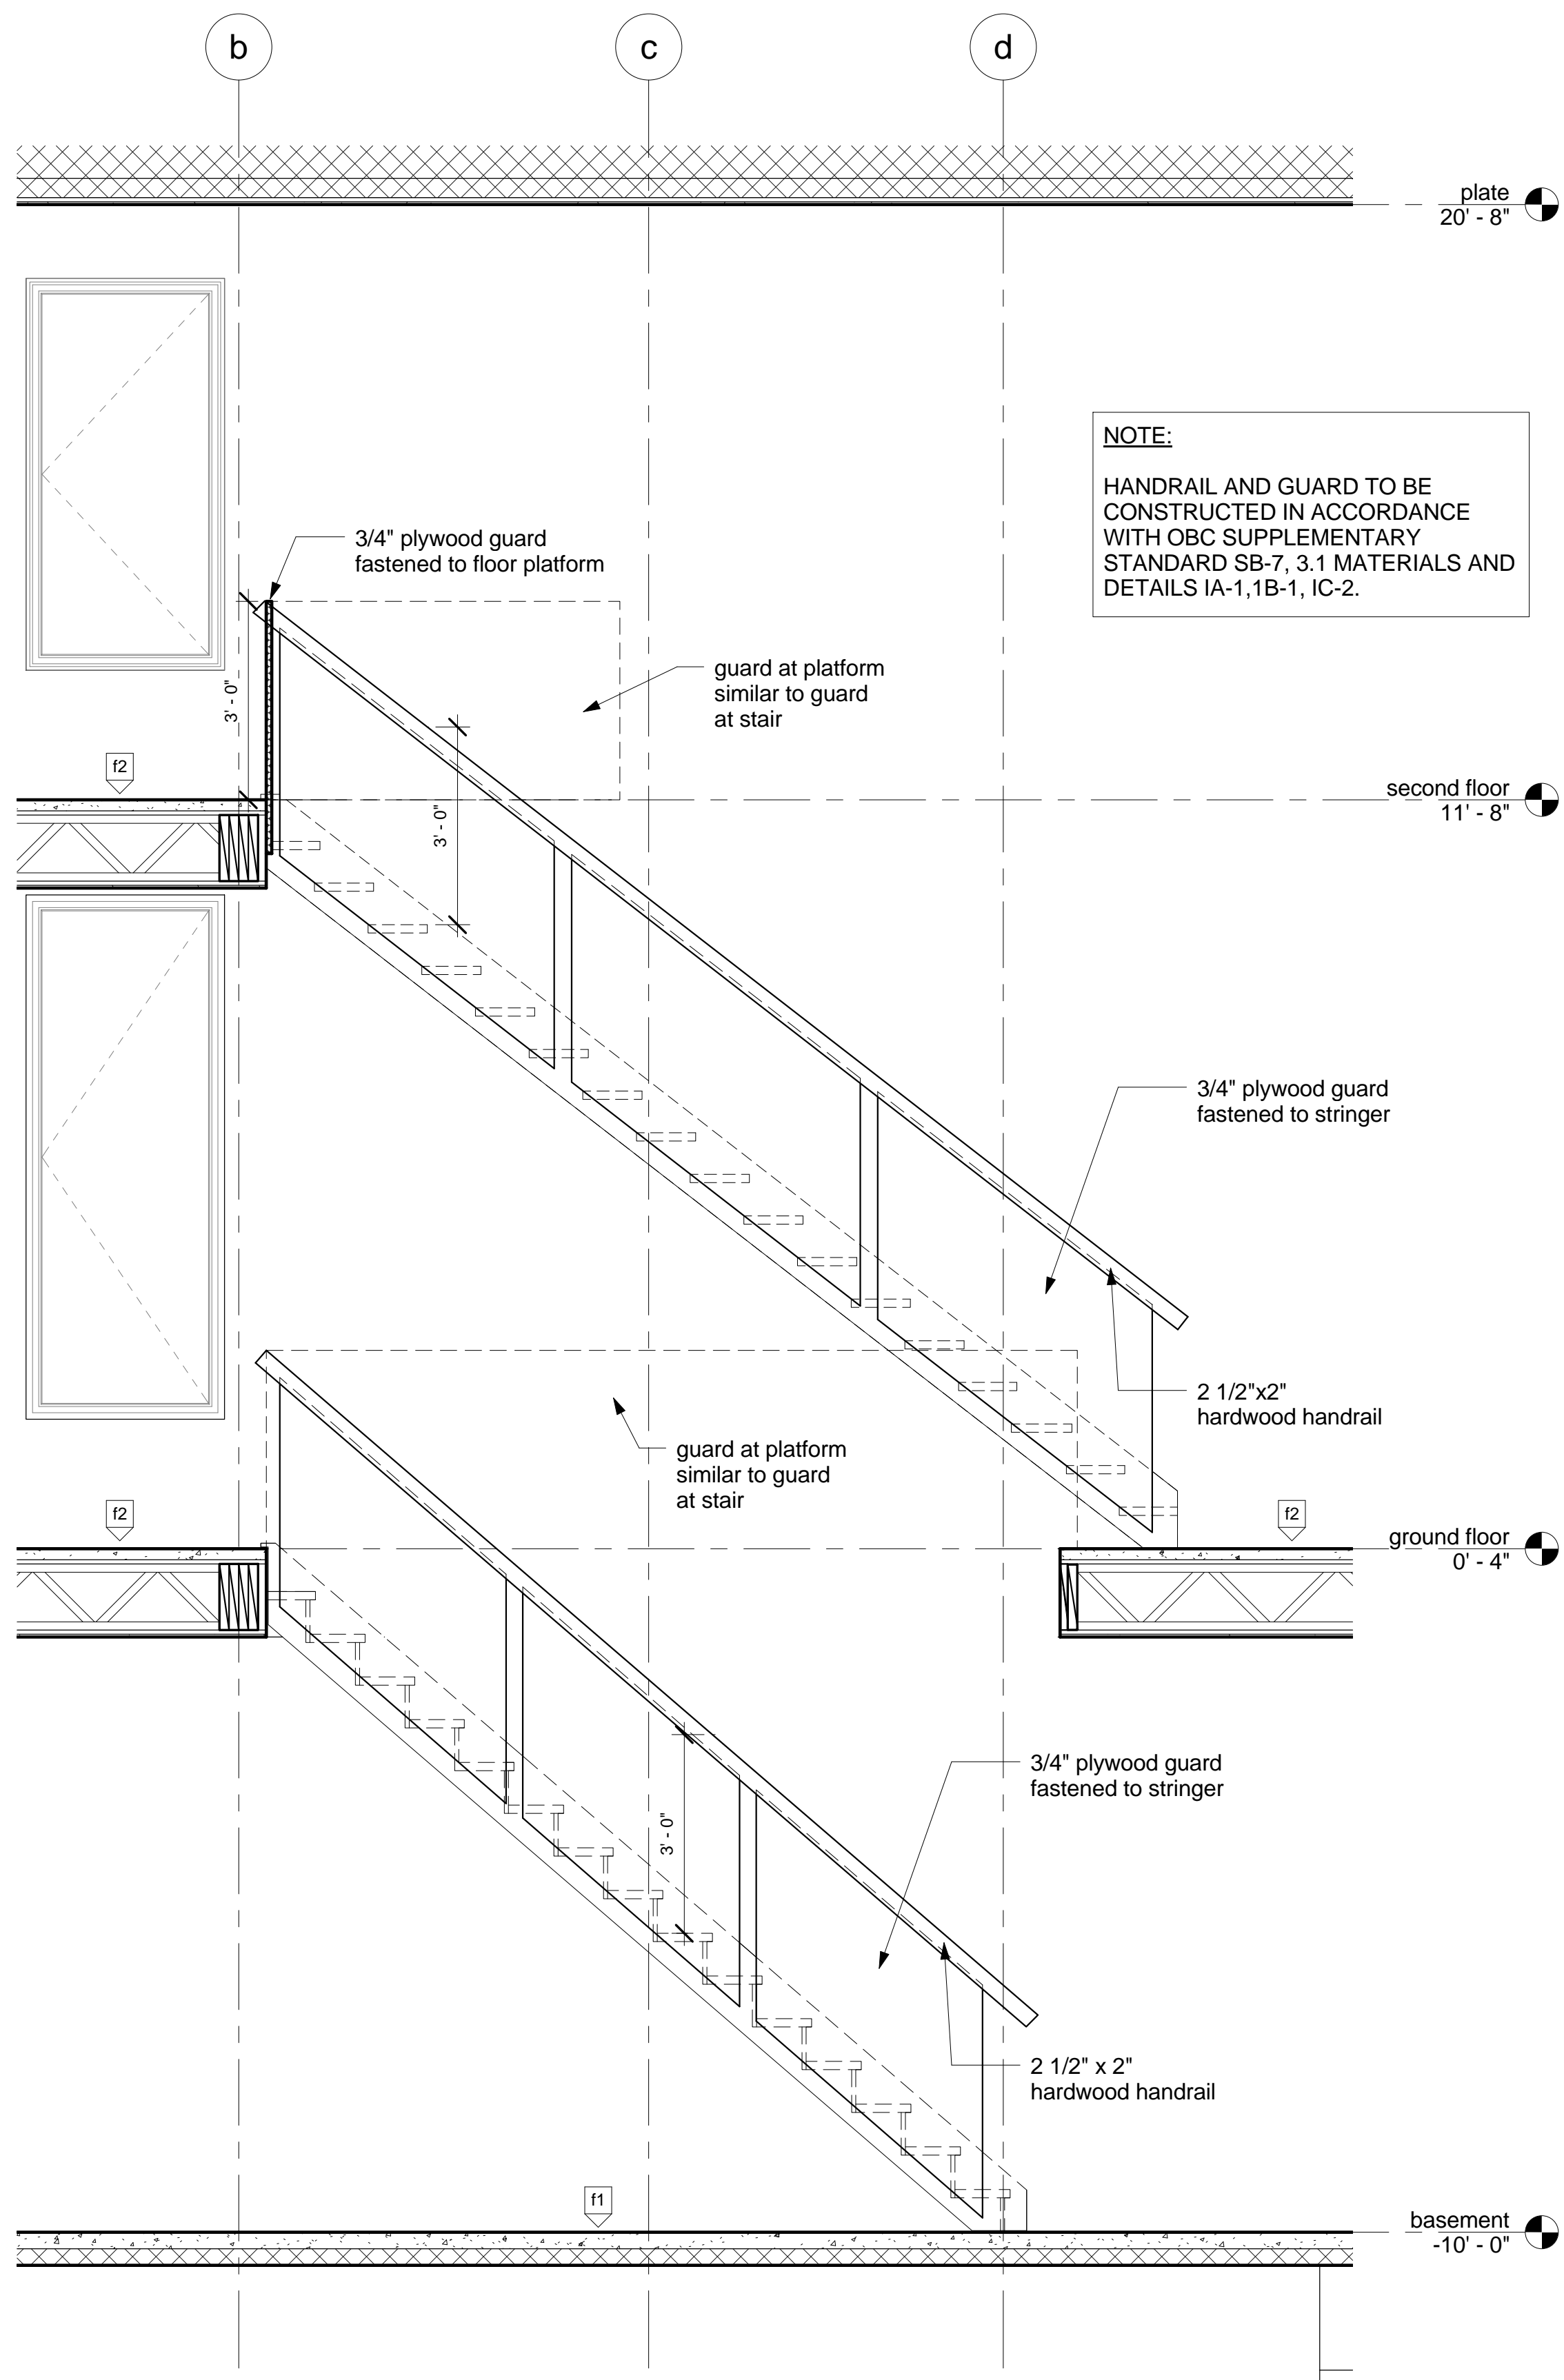 b
c
d
plate
20' - 8"
NOTE:
HANDRAIL AND GUARD TO BE
CONSTRUCTED IN ACCORDANCE
WITH OBC SUPPLEMENTARY
STANDARD SB-7, 3.1 MATERIALS AND
DETAILS IA-1,1B-1, IC-2.
3/4" plywood guard
fastened to floor platform
guard at platform
similar to guard
at stair
3' - 0"
f2
second floor
11' - 8"
3' - 0"
3/4" plywood guard
fastened to stringer
2 1/2"x2"
hardwood handrail
guard at platform
similar to guard
at stair
f2
f2
ground floor
0' - 4"
3/4" plywood guard
fastened to stringer
3' - 0"
2 1/2" x 2"
hardwood handrail
f1
basement
-10' - 0"